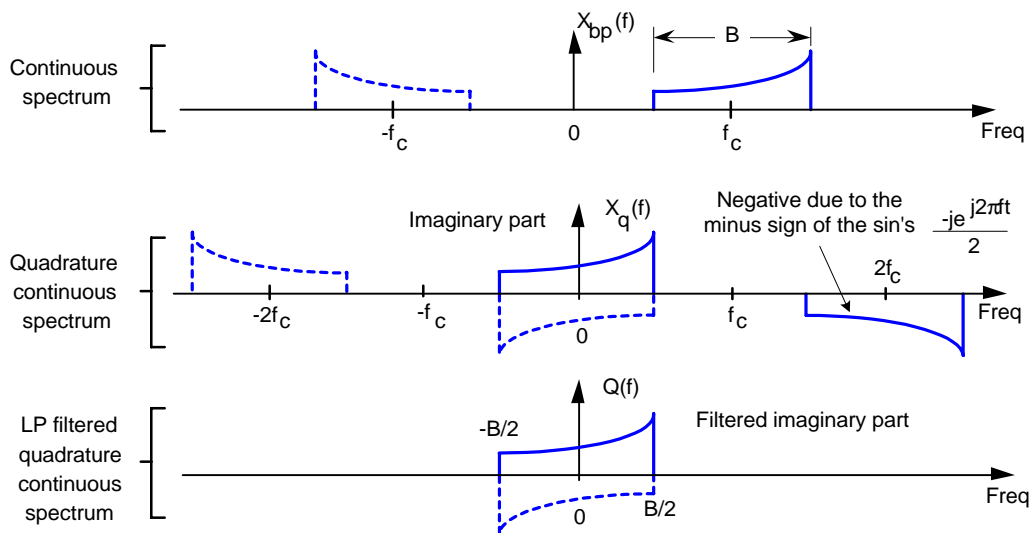 Continuous
spectrum
X_bp(f)
B
-f_c
0
f_c
Freq
Quadrature
continuous
spectrum
Imaginary part
X_q(f)
Negative due to the
minus sign of the sin's
-je^j2πft
2
-2f_c
-f_c
0
f_c
2f_c
Freq
LP filtered
quadrature
continuous
spectrum
Q(f)
-B/2
Filtered imaginary part
0
B/2
Freq